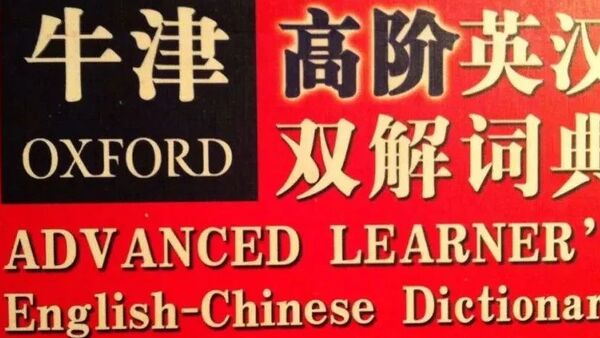 牛津
OXFORD
高阶英汉
双解词典
ADVANCED LEARNER'
English-Chinese Dictionar